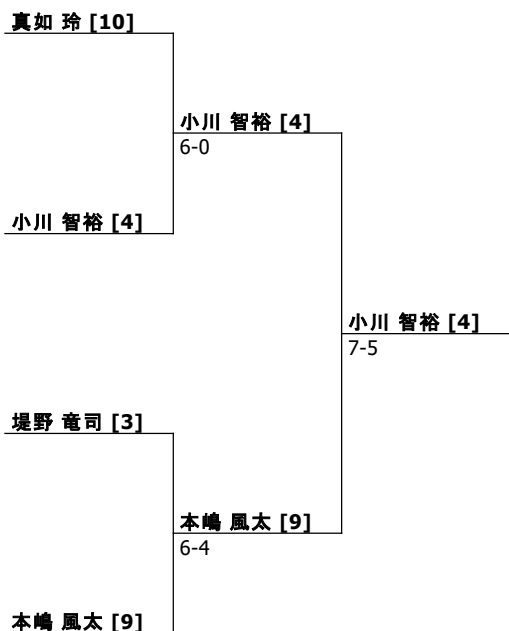 真如 玲 [10]
小川 智裕 [4]
6-0
小川 智裕 [4]
小川 智裕 [4]
7-5
堤野 竜司 [3]
本嶋 風太 [9]
6-4
本嶋 風太 [9]